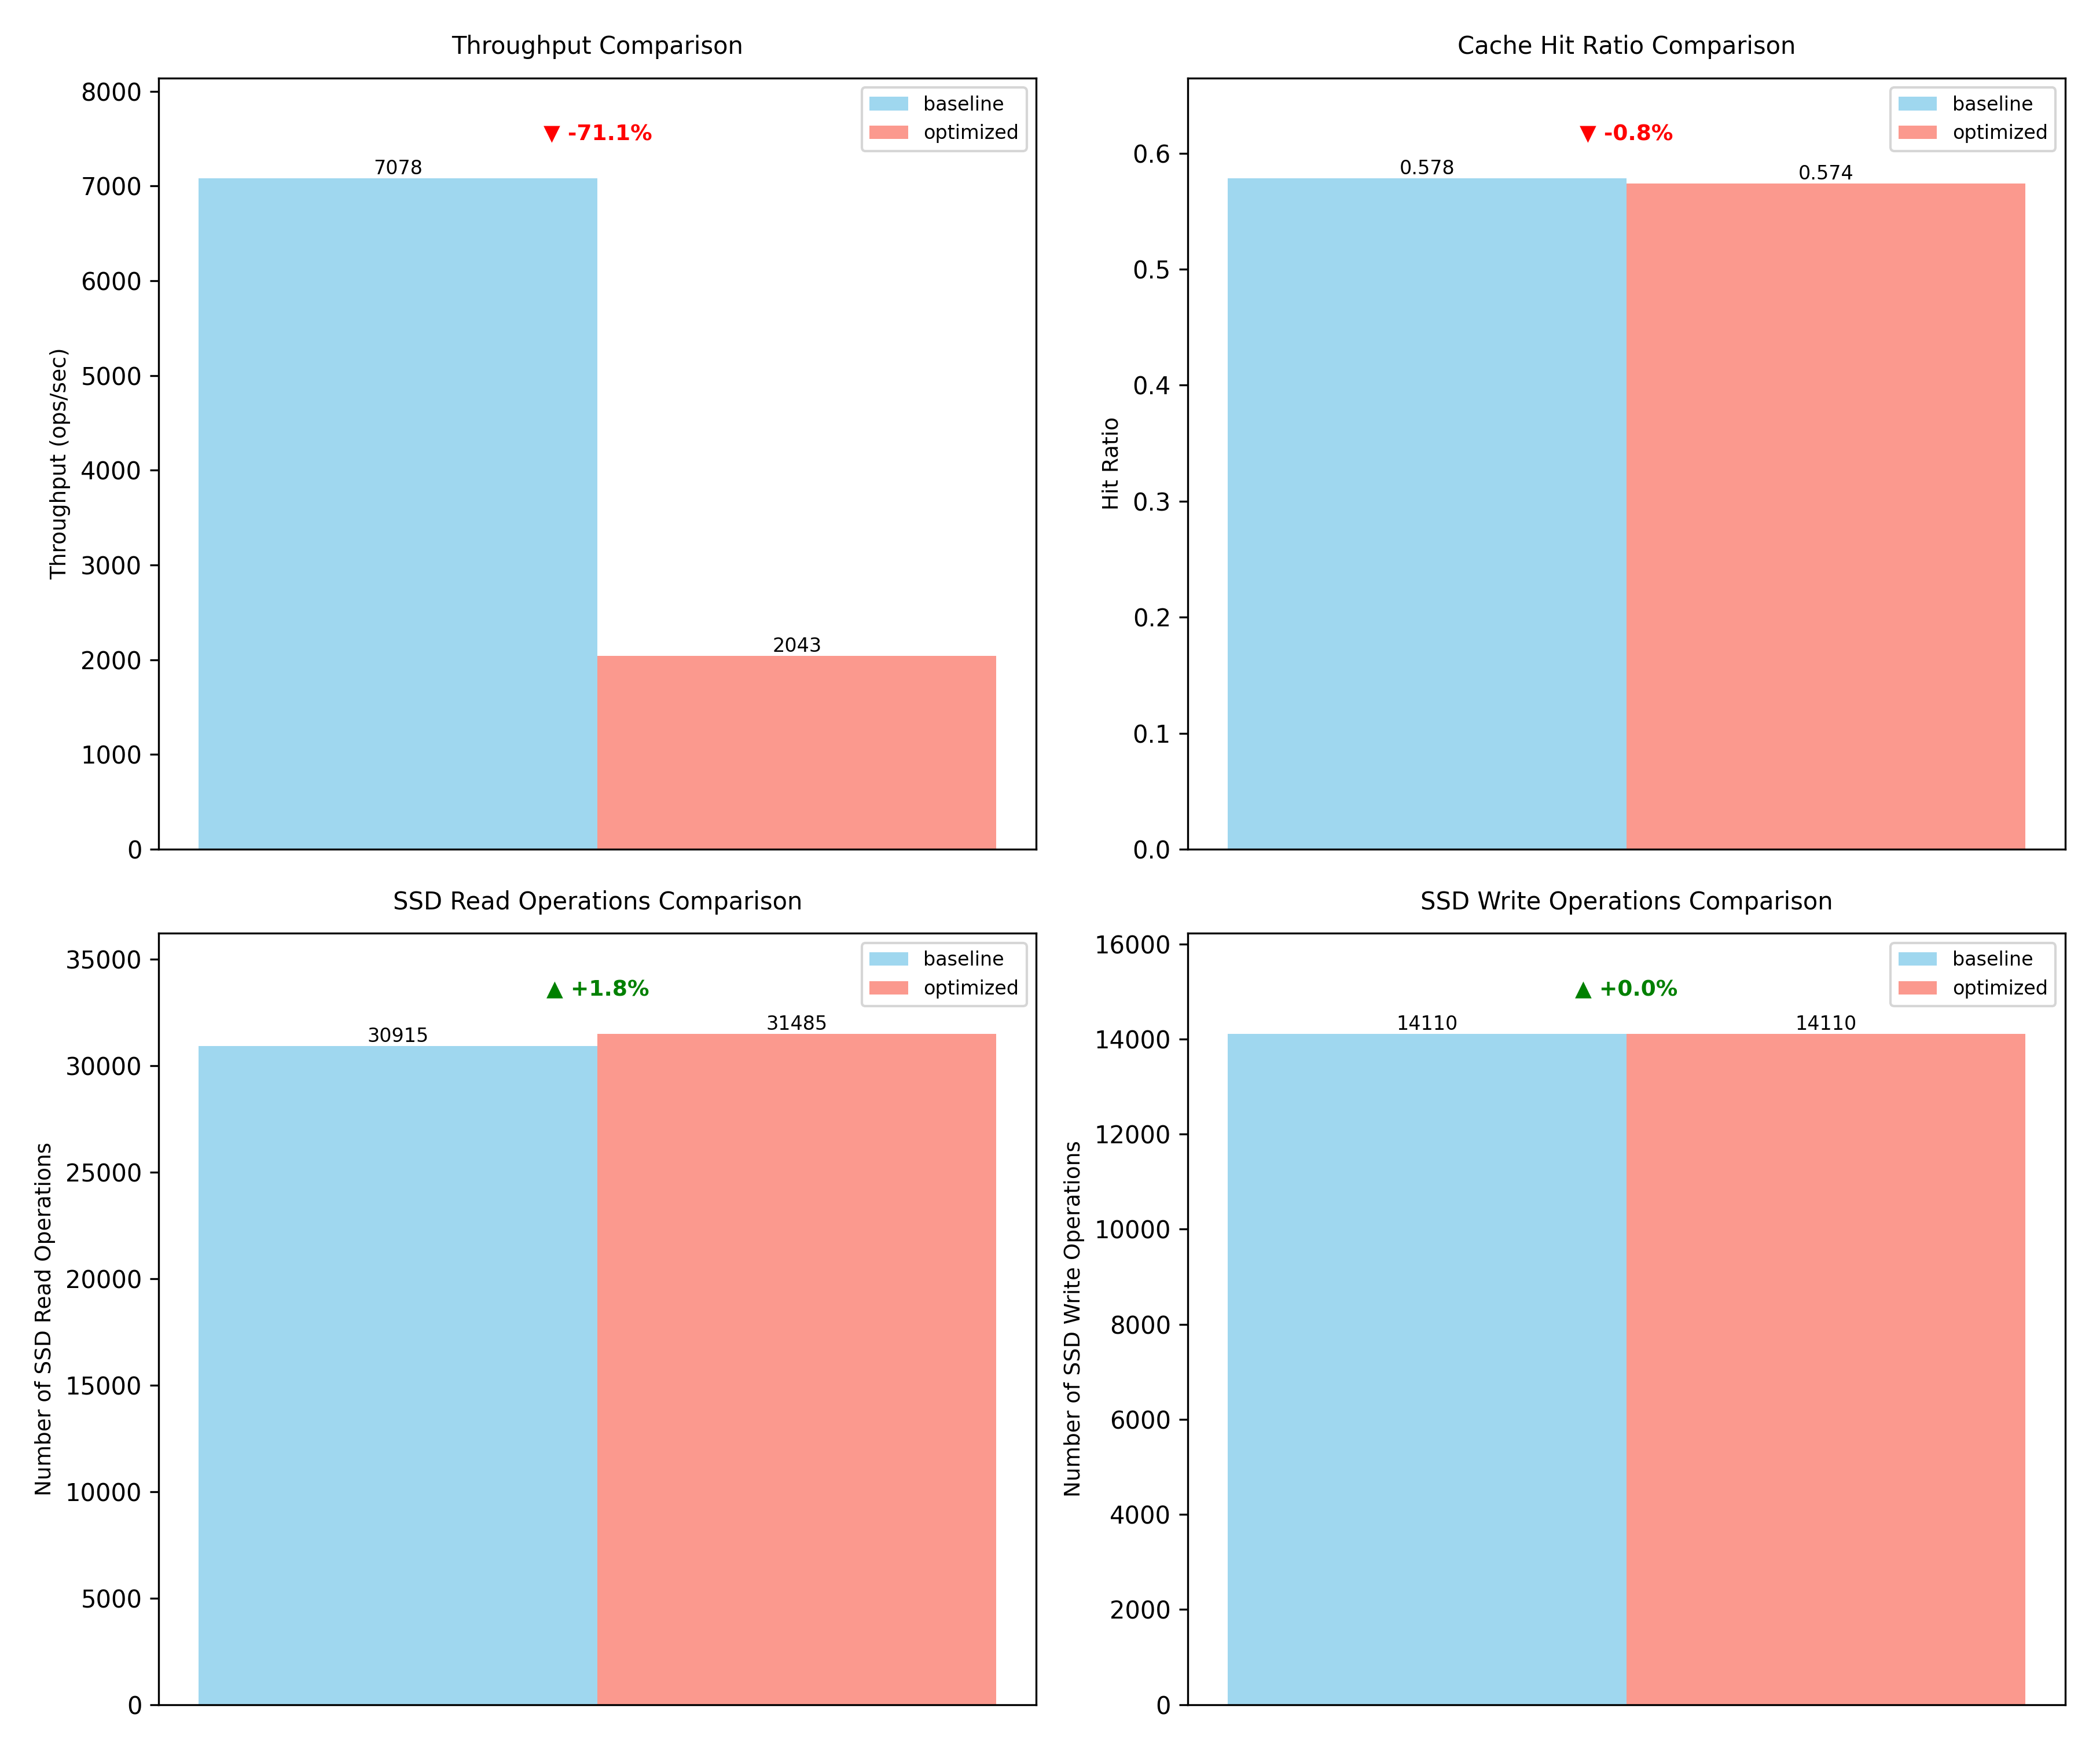 Throughput Comparison
Throughput (ops/sec)
8000
7000
6000
5000
4000
3000
2000
1000
0
▼ -71.1%
7078
2043
baseline
optimized
Cache Hit Ratio Comparison
Hit Ratio
0.6
0.5
0.4
0.3
0.2
0.1
0.0
▼ -0.8%
0.578
0.574
baseline
optimized
SSD Read Operations Comparison
Number of SSD Read Operations
35000
30000
25000
20000
15000
10000
5000
0
▲ +1.8%
30915
31485
baseline
optimized
SSD Write Operations Comparison
Number of SSD Write Operations
16000
14000
12000
10000
8000
6000
4000
2000
0
▲ +0.0%
14110
14110
baseline
optimized